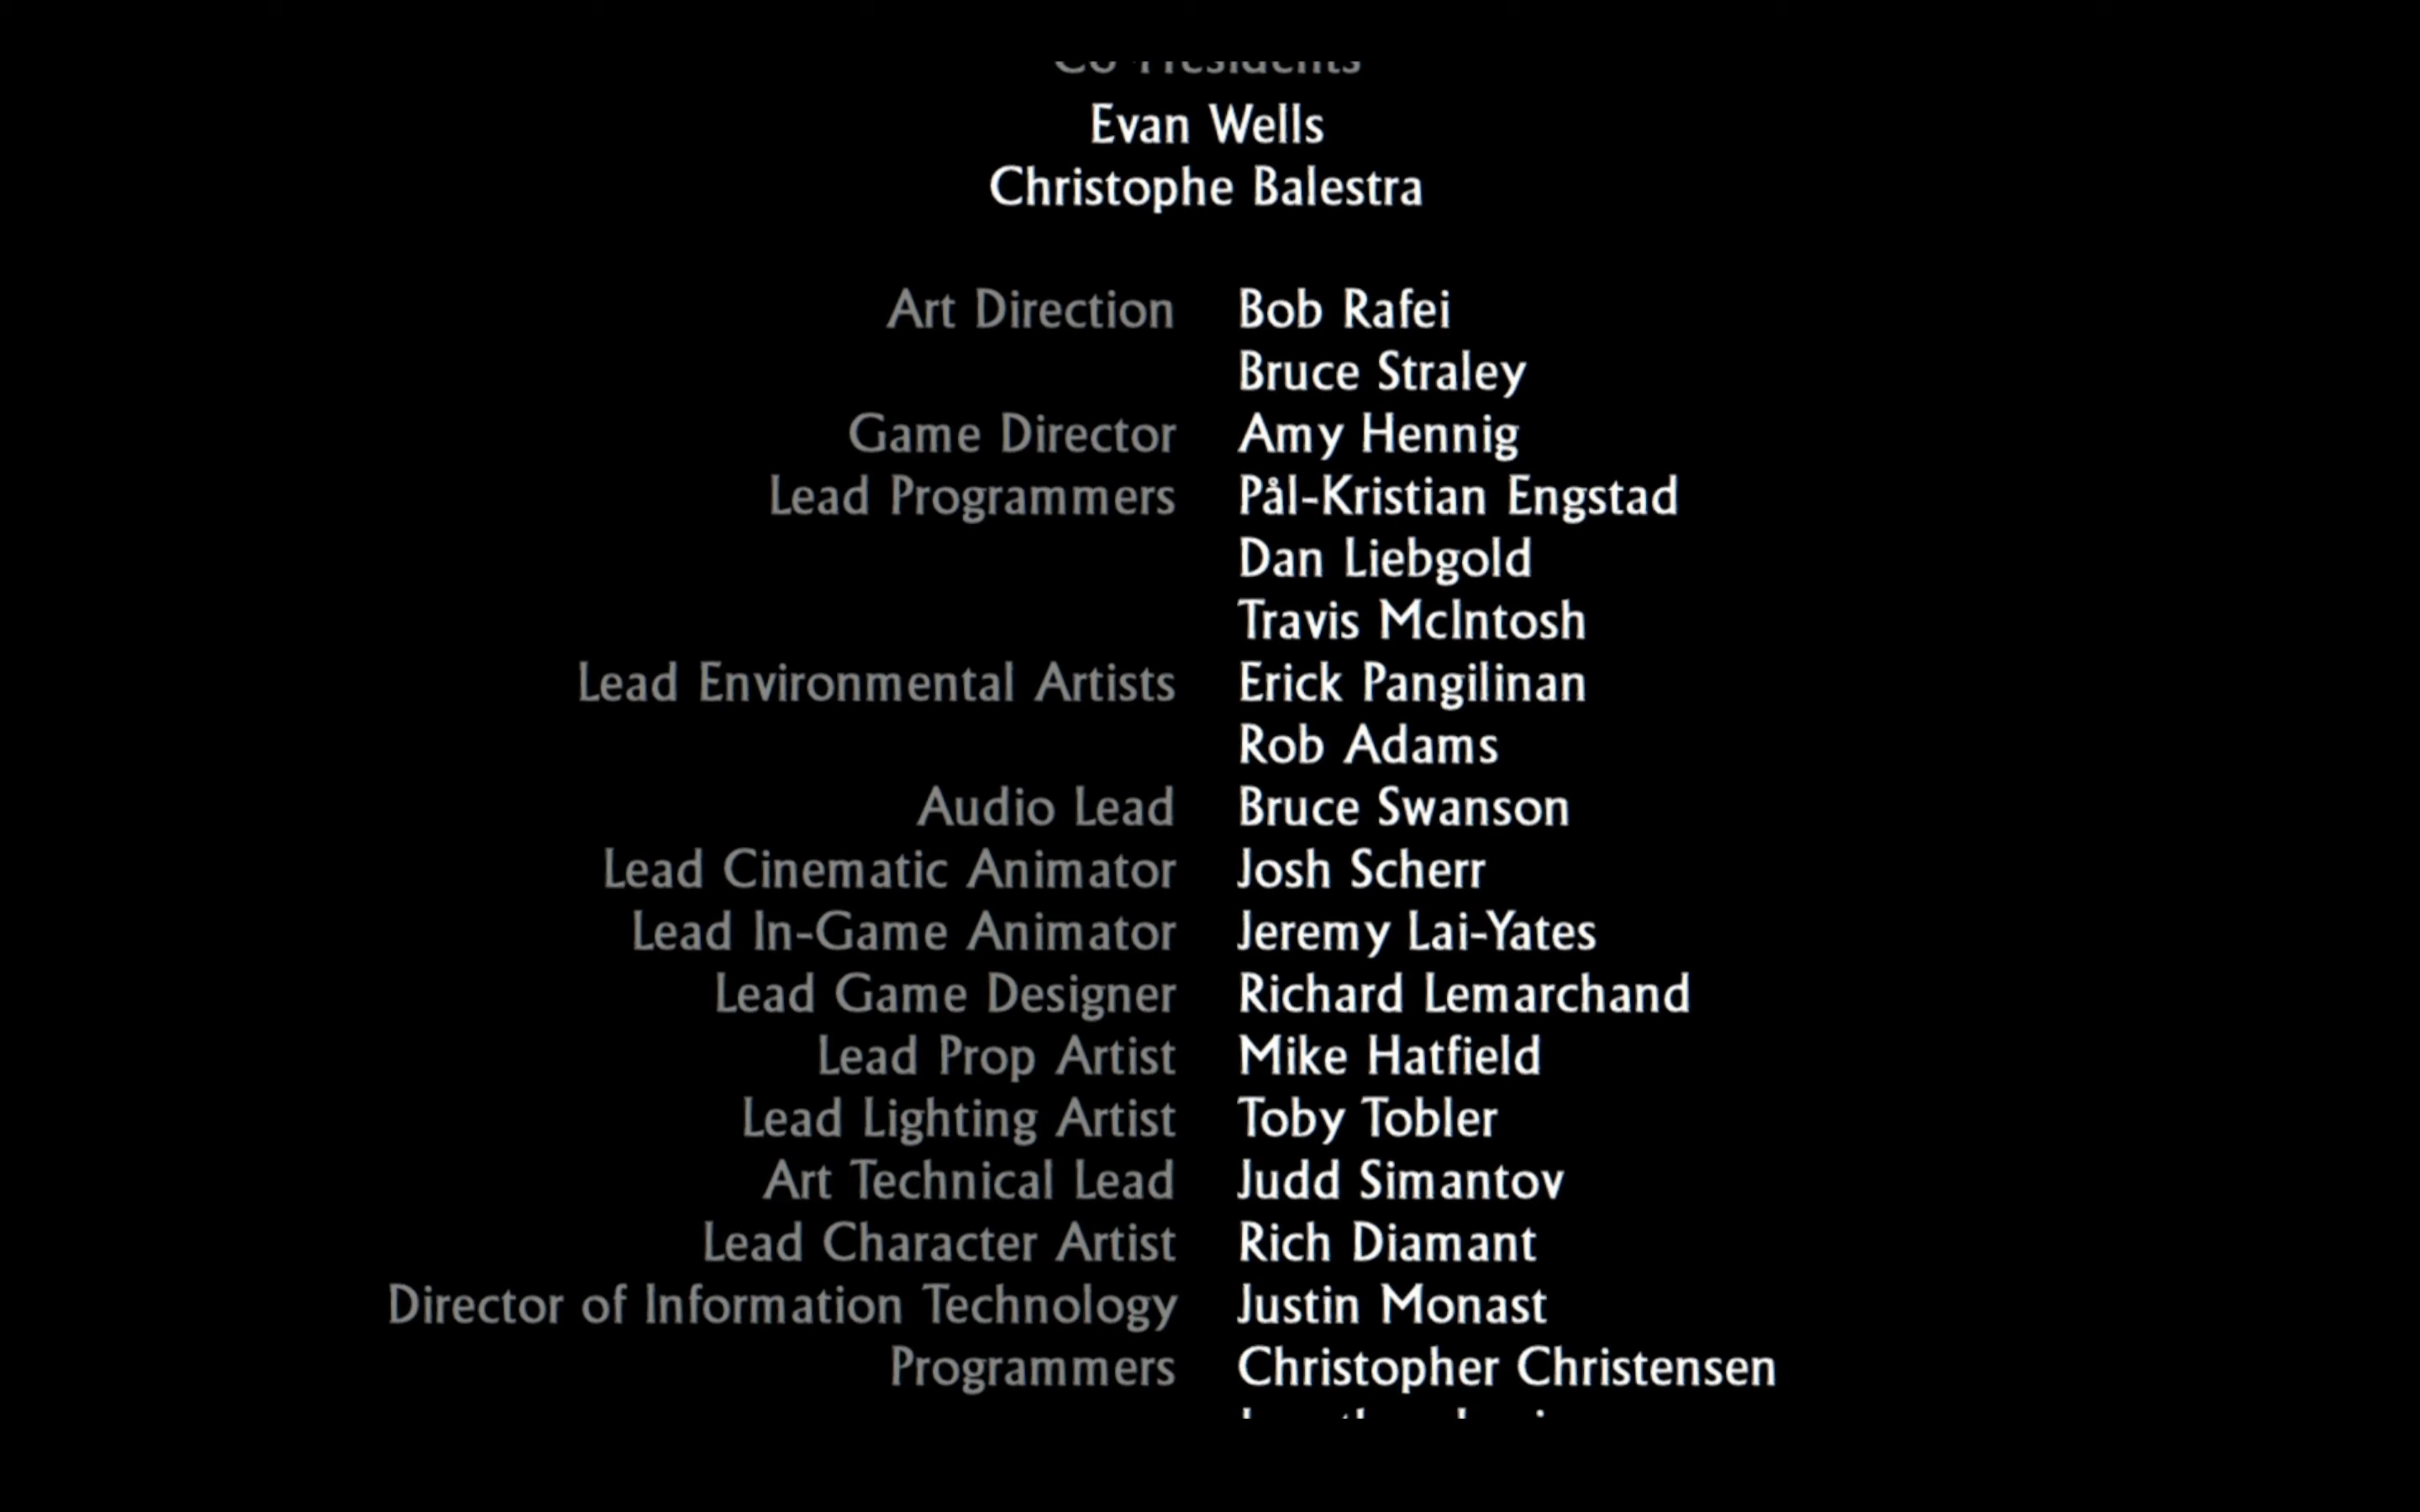 Co-Presidents
Evan Wells
Christophe Balestra
Art Direction Bob Rafei
Bruce Straley
Game Director Amy Hennig
Lead Programmers Pål-Kristian Engstad
Dan Liebgold
Travis McIntosh
Lead Environmental Artists Erick Pangilinan
Rob Adams
Audio Lead Bruce Swanson
Lead Cinematic Animator Josh Scherr
Lead In-Game Animator Jeremy Lai-Yates
Lead Game Designer Richard Lemarchand
Lead Prop Artist Mike Hatfield
Lead Lighting Artist Toby Tobler
Art Technical Lead Judd Simantov
Lead Character Artist Rich Diamant
Director of Information Technology Justin Monast
Programmers Christopher Christensen